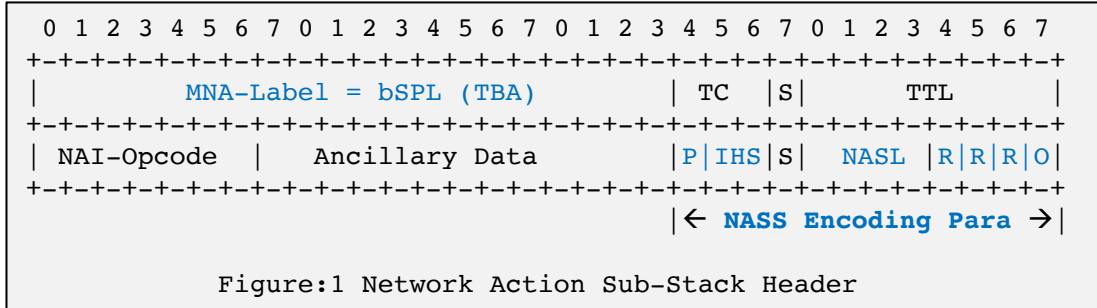 0 1 2 3 4 5 6 7 0 1 2 3 4 5 6 7 0 1 2 3 4 5 6 7 0 1 2 3 4 5 6 7
+-+-+-+-+-+-+-+-+-+-+-+-+-+-+-+-+-+-+-+-+-+-+-+-+-+-+-+-+-+-+-+-+
|         MNA-Label = bSPL (TBA)        | TC  |S|      TTL      |
+-+-+-+-+-+-+-+-+-+-+-+-+-+-+-+-+-+-+-+-+-+-+-+-+-+-+-+-+-+-+-+-+
| NAI-Opcode  |   Ancillary Data        |P|IHS|S|  NASL |R|R|R|O|
+-+-+-+-+-+-+-+-+-+-+-+-+-+-+-+-+-+-+-+-+-+-+-+-+-+-+-+-+-+-+-+-+
|← NASS Encoding Para →|
Figure:1 Network Action Sub-Stack Header